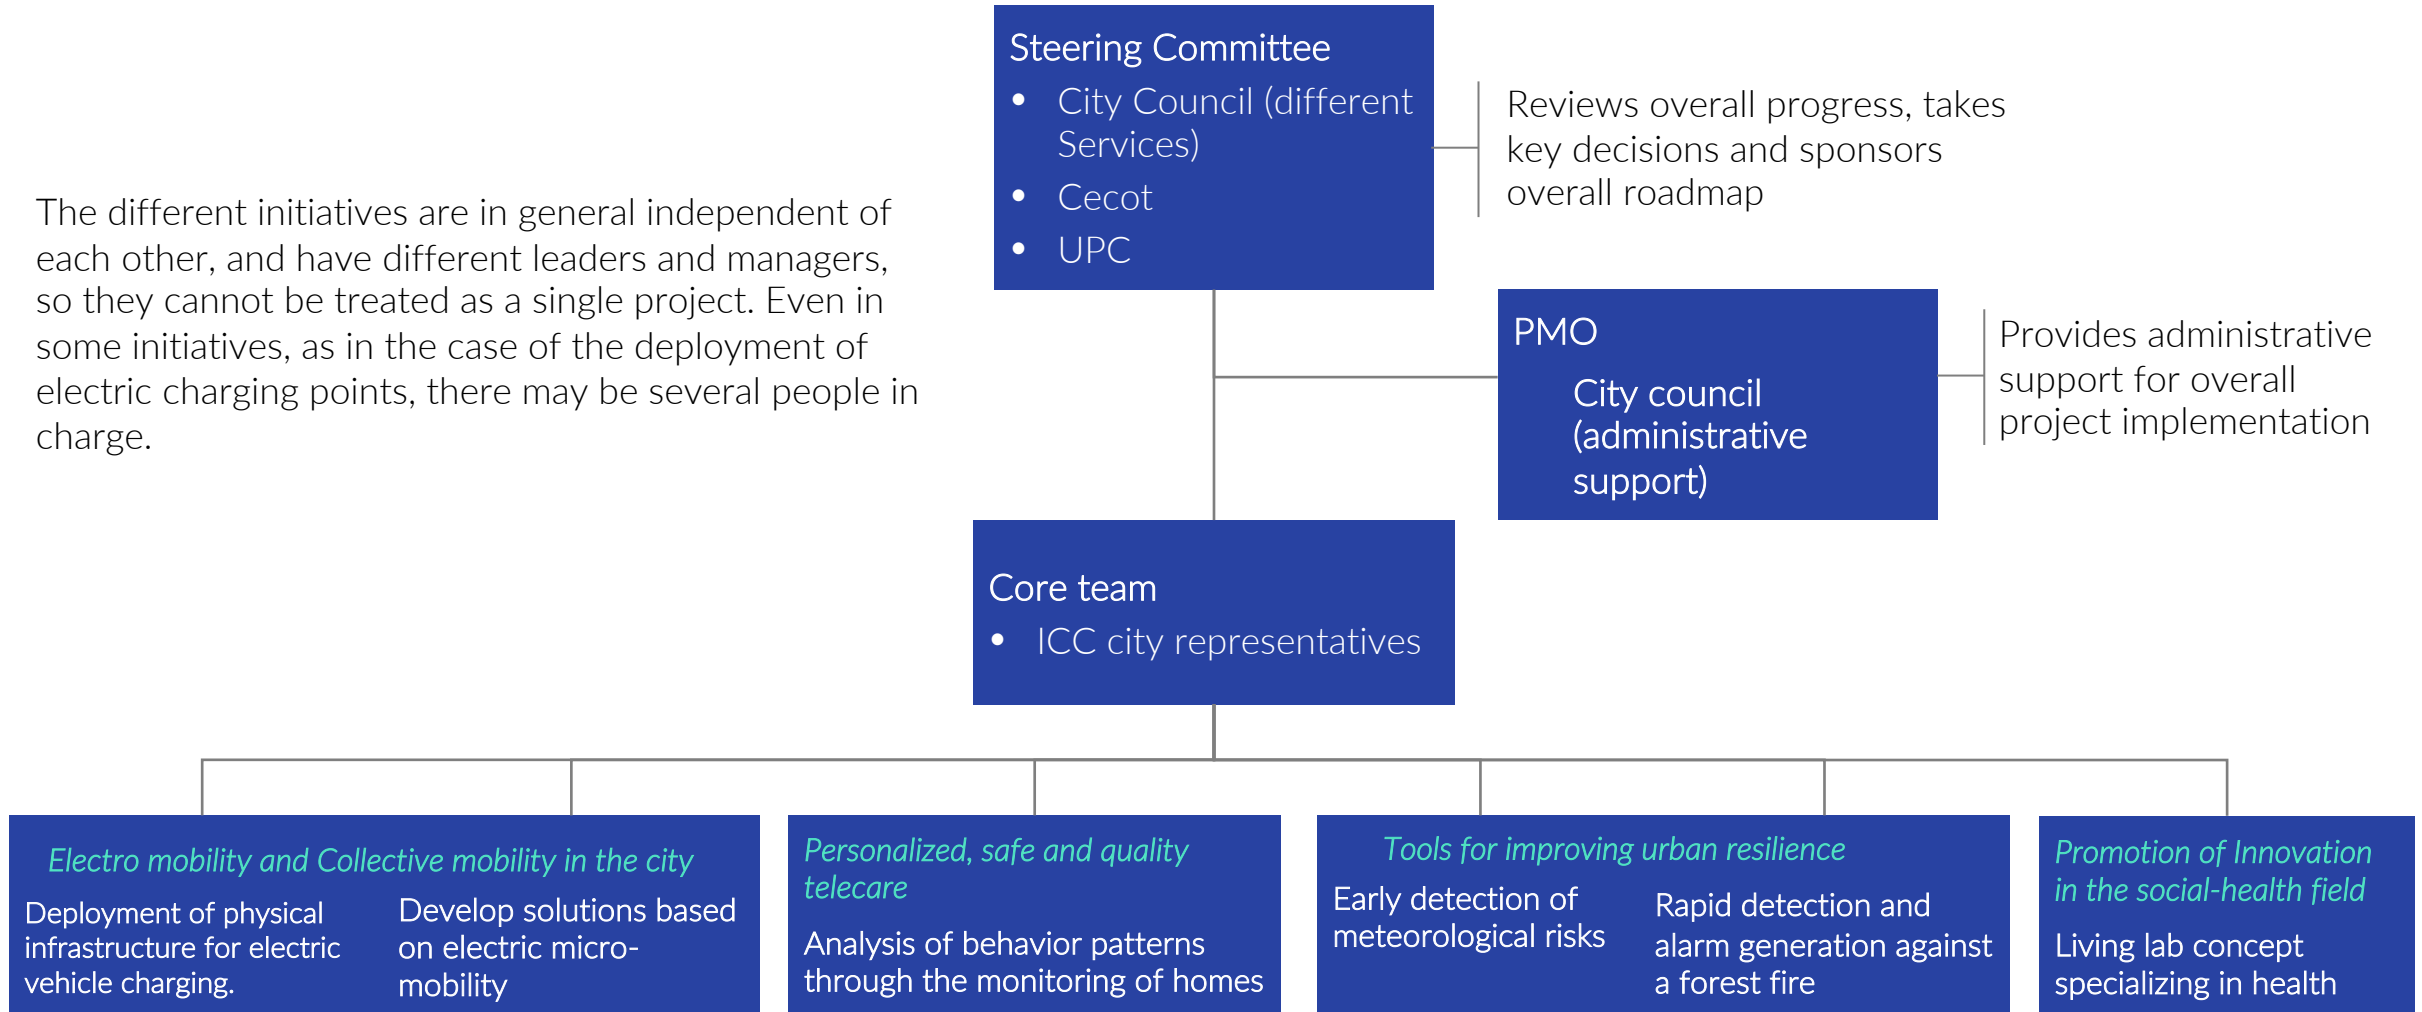 Steering Committee
• City Council (different
Services)
• Cecot
• UPC
Reviews overall progress, takes
key decisions and sponsors
overall roadmap
The different initiatives are in general independent of
each other, and have different leaders and managers,
so they cannot be treated as a single project. Even in
some initiatives, as in the case of the deployment of
electric charging points, there may be several people in
charge.
PMO
City council
(administrative
support)
Provides administrative
support for overall
project implementation
Core team
• ICC city representatives
Electro mobility and Collective mobility in the city
Deployment of physical
infrastructure for electric
vehicle charging.
Develop solutions based
on electric micro-
mobility
Personalized, safe and quality
telecare
Analysis of behavior patterns
through the monitoring of homes
Tools for improving urban resilience
Early detection of
meteorological risks
Rapid detection and
alarm generation against
a forest fire
Promotion of Innovation
in the social-health field
Living lab concept
specializing in health